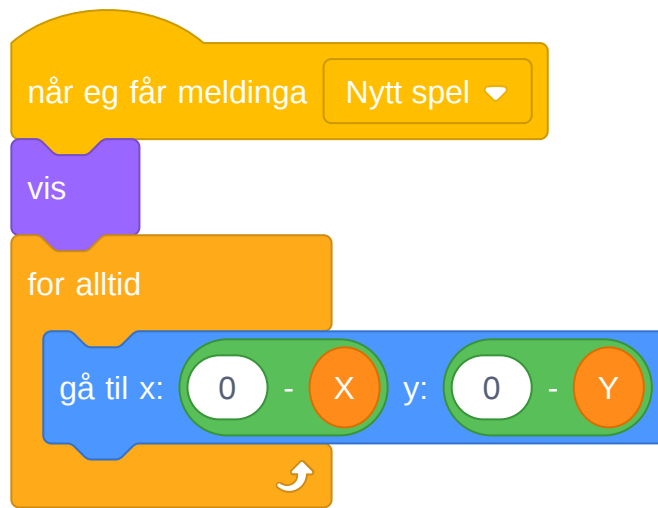 når eg får meldinga Nytt spel
vis
for alltid
gå til x: 0 - X y: 0 - Y